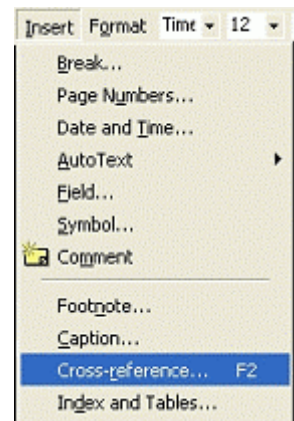 Insert Format Time 12
Break...
Page Numbers...
Date and Time...
AutoText
Field...
Symbol...
Comment
Footnote...
Caption...
Cross-reference... F2
Index and Tables...